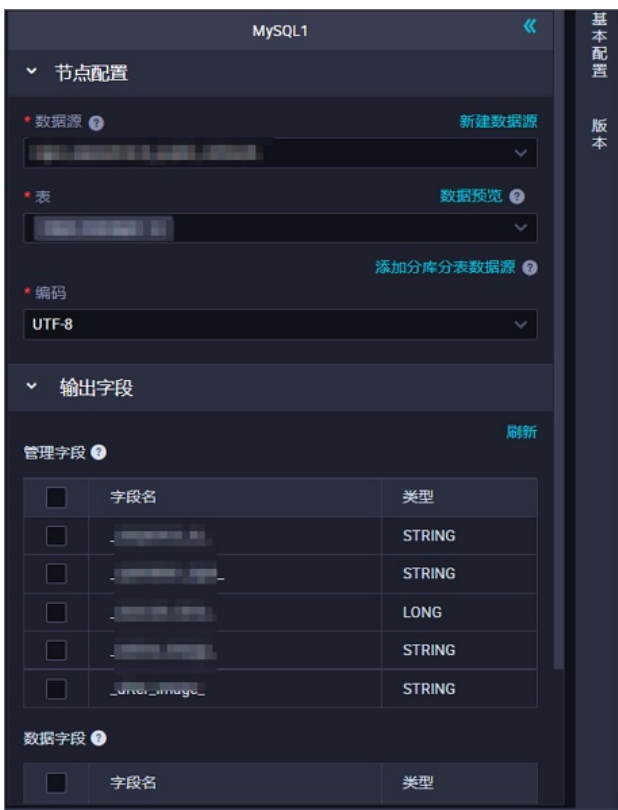 MySQL1
基本配置
版本
节点配置
* 数据源 ?
新建数据源
* 表
数据预览 ?
添加分库分表数据源 ?
* 编码
UTF-8
输出字段
刷新
管理字段 ?
字段名 类型
STRING
STRING
LONG
STRING
_after_image_ STRING
数据字段 ?
字段名 类型